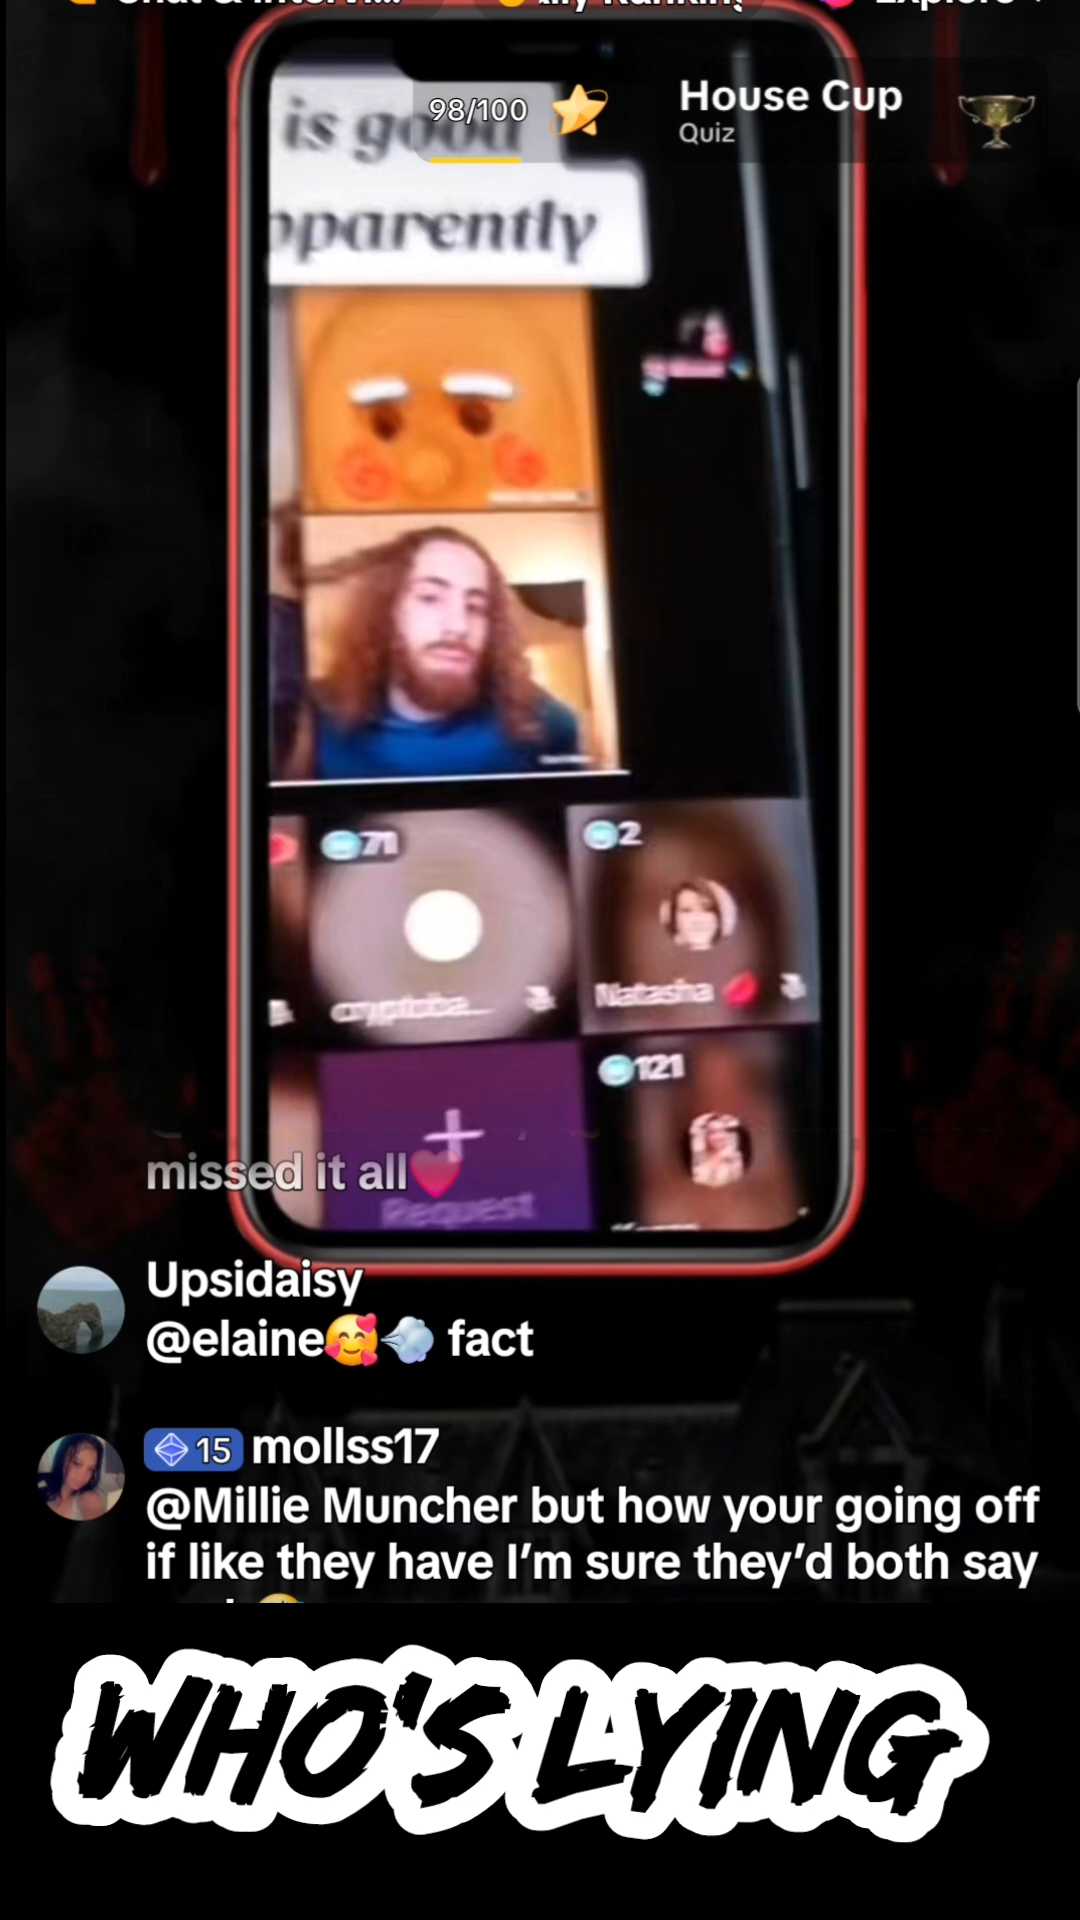 98/100
House Cup
Quiz
is good
pparently
71
2
Natasha
121
Request
missed it all
Upsidaisy
@elaine🥰💨 fact
15 mollss17
@Millie Muncher but how your going off
if like they have I’m sure they’d both say
WHO'S LYING